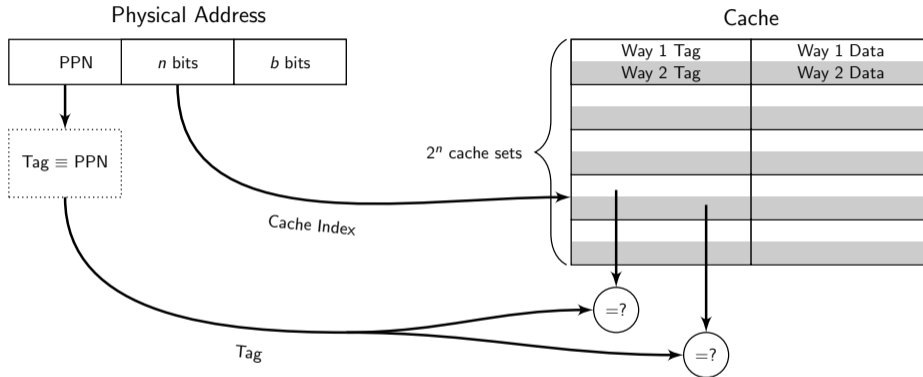 Physical Address
Cache
PPN
n bits
b bits
Way 1 Tag
Way 1 Data
Way 2 Tag
Way 2 Data
Tag ≡ PPN
2ⁿ cache sets
Cache Index
=?
Tag
=?